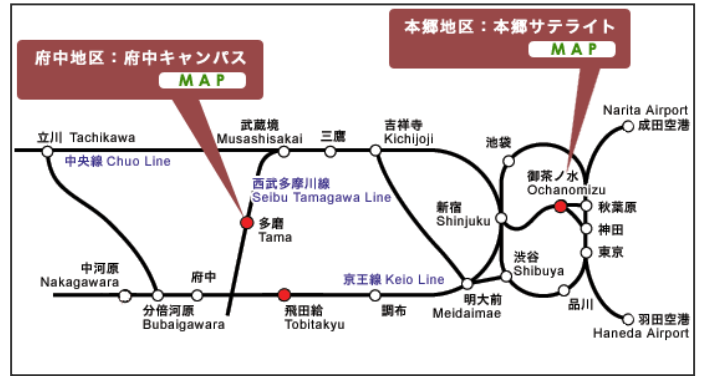 本郷地区：本郷サテライト
MAP
府中地区：府中キャンパス
MAP
Narita Airport
成田空港
立川 Tachikawa
武蔵境
Musashisakai
三鷹
吉祥寺
Kichijoji
池袋
中央線 Chuo Line
西武多摩川線
Seibu Tamagawa Line
御茶ノ水
Ochanomizu
秋葉原
新宿
Shinjuku
多磨
Tama
神田
東京
渋谷
Shibuya
中河原
Nakagawara
府中
京王線 Keio Line
分倍河原
Bubaigawara
飛田給
Tobitakyu
調布
明大前
Meidaimae
品川
羽田空港
Haneda Airport